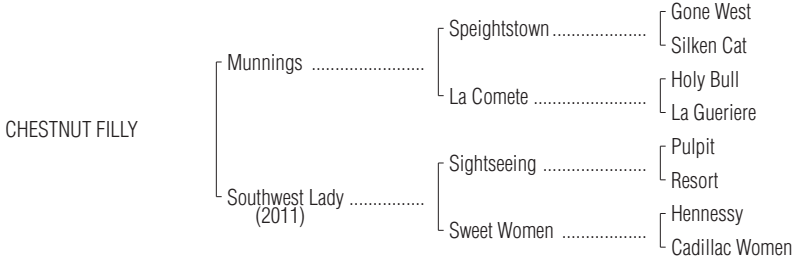 Gone West
Speightstown ....................
Silken Cat
Munnings ........................
Holy Bull
La Comete ........................
La Gueriere
CHESTNUT FILLY
Pulpit
Sightseeing ......................
Resort
Southwest Lady ................
(2011)
Hennessy
Sweet Women ..................
Cadillac Women